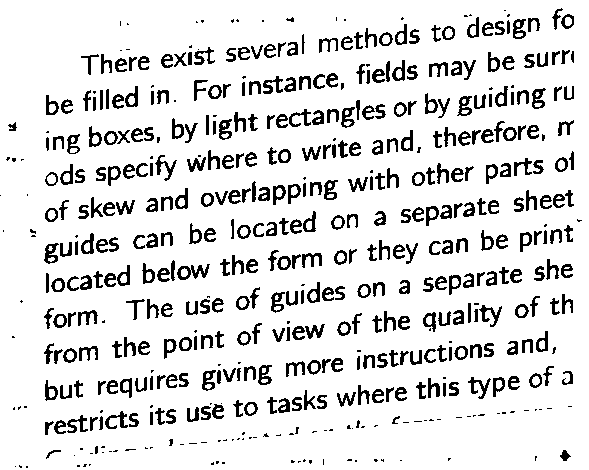 There exist several methods to design fo
be filled in. For instance, fields may be surr
ing boxes, by light rectangles or by guiding ru
ods specify where to write and, therefore, m
of skew and overlapping with other parts of
guides can be located on a separate sheet
located below the form or they can be print
form. The use of guides on a separate she
from the point of view of the quality of th
but requires giving more instructions and,
restricts its use to tasks where this type of a